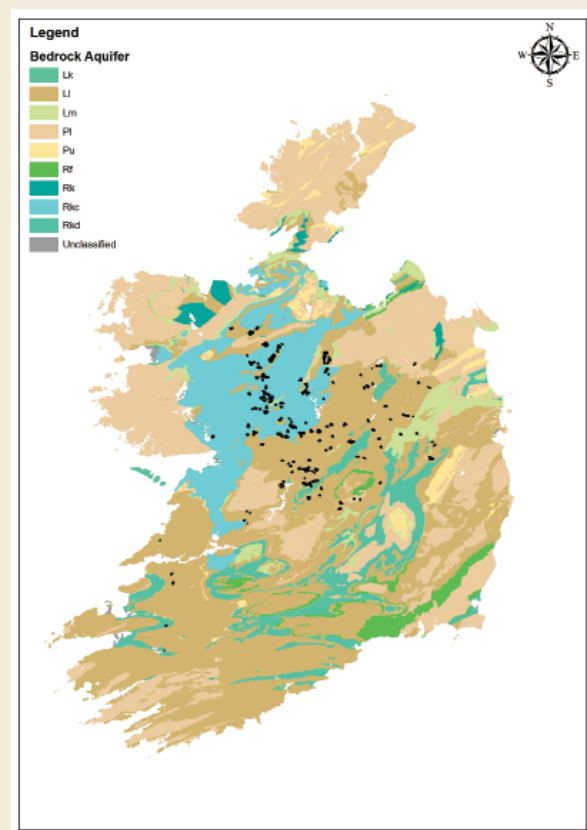 Legend
Bedrock Aquifer
Lk
Ll
Lm
Pl
Pu
Rf
Rk
Rkc
Rkd
Unclassified
N
W E
S